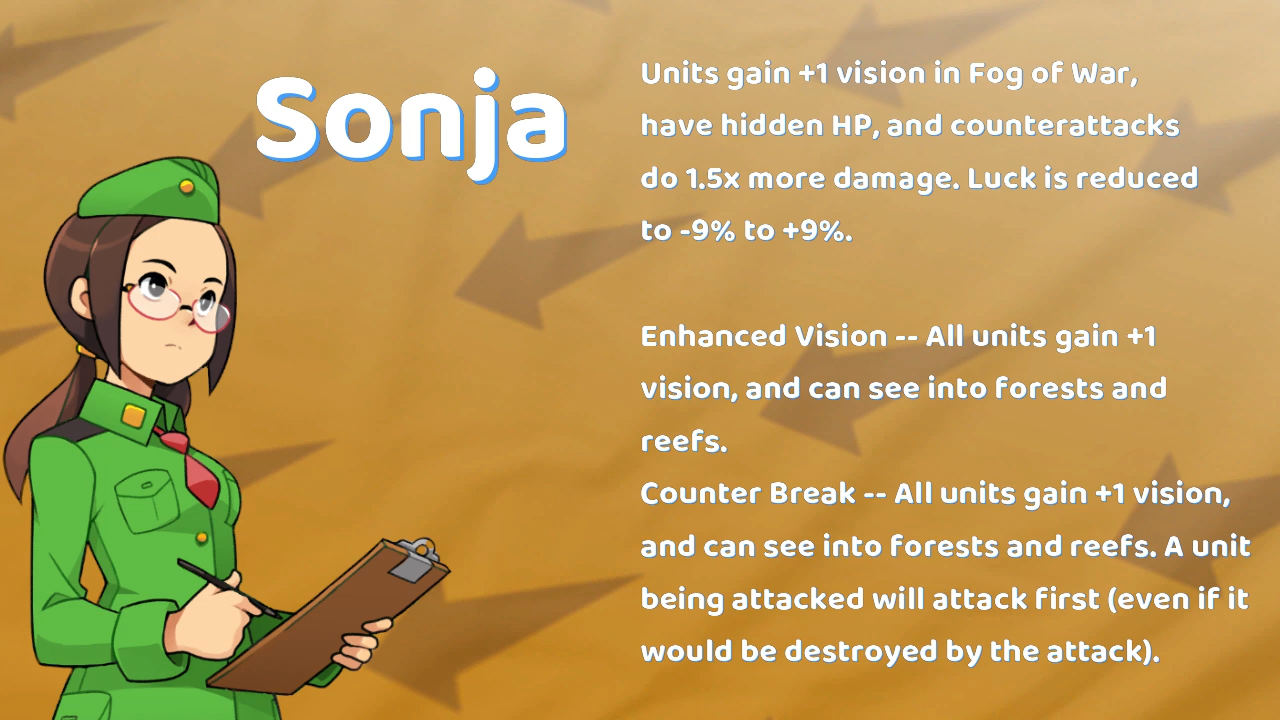 Sonja
Units gain +1 vision in Fog of War,
have hidden HP, and counterattacks
do 1.5x more damage. Luck is reduced
to -9% to +9%.
Enhanced Vision -- All units gain +1
vision, and can see into forests and
reefs.
Counter Break -- All units gain +1 vision,
and can see into forests and reefs. A unit
being attacked will attack first (even if it
would be destroyed by the attack).